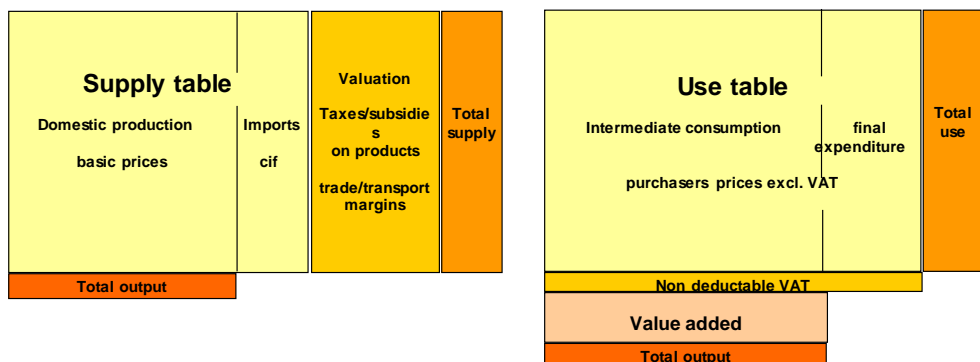 Supply table
Domestic production
basic prices
Imports
cif
Valuation
Taxes/subsidie
s
on products
trade/transport
margins
Total
supply
Total output
Use table
Intermediate consumption
final
expenditure
purchasers prices excl. VAT
Total
use
Non deductable VAT
Value added
Total output